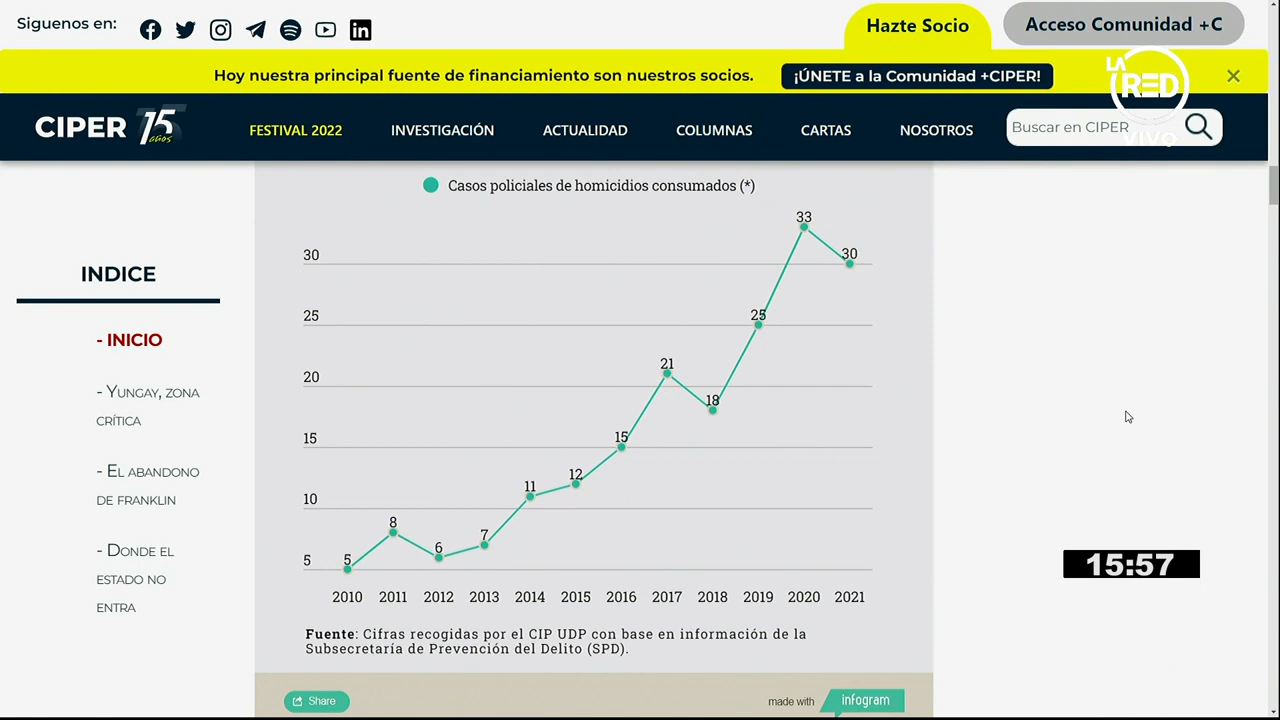 Siguenos en:
Hazte Socio
Acceso Comunidad +C
Hoy nuestra principal fuente de financiamiento son nuestros socios.
¡ÚNETE a la Comunidad +CIPER!
LA RED
VIVO
CIPER 15 años
FESTIVAL 2022
INVESTIGACIÓN
ACTUALIDAD
COLUMNAS
CARTAS
NOSOTROS
Buscar en CIPER
INDICE
- INICIO
- YUNGAY, ZONA
CRÍTICA
- EL ABANDONO
DE FRANKLIN
- DONDE EL
ESTADO NO
ENTRA
Casos policiales de homicidios consumados (*)
33
30
30
25
25
21
20
18
15
15
12
11
10
8
7
6
5
5
2010 2011 2012 2013 2014 2015 2016 2017 2018 2019 2020 2021
Fuente: Cifras recogidas por el CIP UDP con base en información de la
Subsecretaría de Prevención del Delito (SPD).
Share
made with infogram
15:57